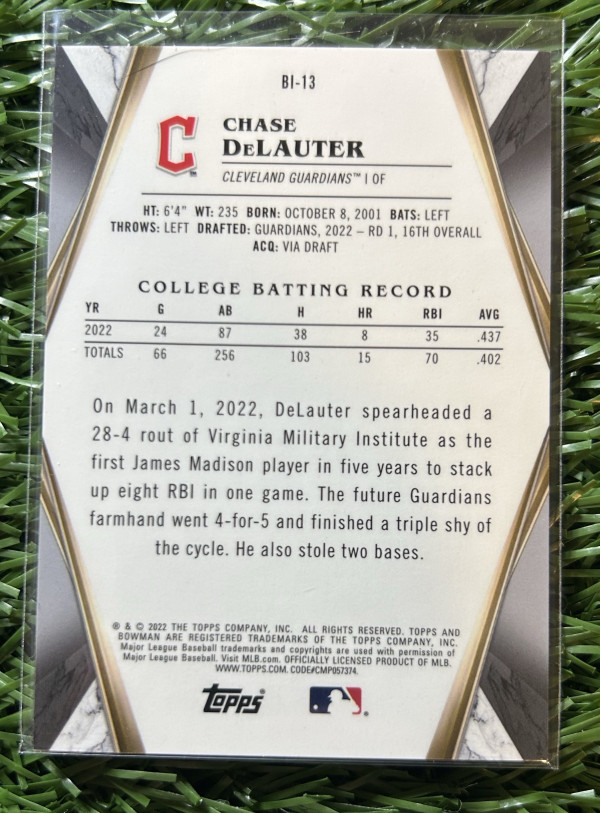 BI-13
C
CHASE
DeLAUTER
CLEVELAND GUARDIANS™ | OF
HT: 6'4" WT: 235 BORN: OCTOBER 8, 2001 BATS: LEFT
THROWS: LEFT DRAFTED: GUARDIANS, 2022 – RD 1, 16TH OVERALL
ACQ: VIA DRAFT
COLLEGE BATTING RECORD
YR G AB H HR RBI AVG
2022 24 87 38 8 35 .437
TOTALS 66 256 103 15 70 .402
On March 1, 2022, DeLauter spearheaded a
28-4 rout of Virginia Military Institute as the
first James Madison player in five years to stack
up eight RBI in one game. The future Guardians
farmhand went 4-for-5 and finished a triple shy of
the cycle. He also stole two bases.
® & © 2022 THE TOPPS COMPANY, INC. ALL RIGHTS RESERVED. TOPPS AND
BOWMAN ARE REGISTERED TRADEMARKS OF THE TOPPS COMPANY, INC.
Major League Baseball trademarks and copyrights are used with permission of
Major League Baseball. Visit MLB.com. OFFICIALLY LICENSED PRODUCT OF MLB.
WWW.TOPPS.COM. CODE#CMP057374.
TOPPS®